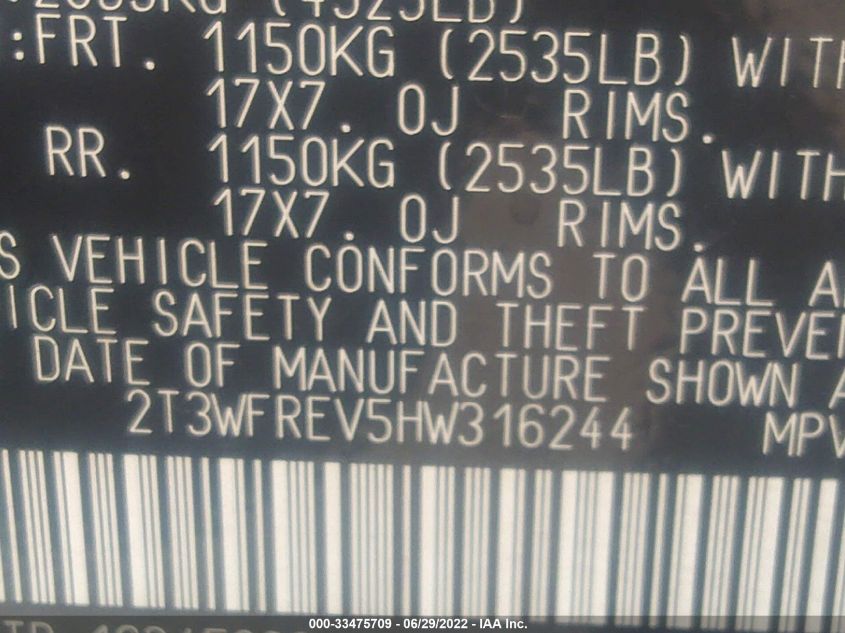 (4525LB)
:FRT. 1150KG (2535LB) WITH
17X7.0J RIMS.
RR. 1150KG (2535LB) WITH
17X7.0J RIMS.
S VEHICLE CONFORMS TO ALL A
ICLE SAFETY AND THEFT PREVE
DATE OF MANUFACTURE SHOWN A
2T3WFREV5HW316244 MPV
000-33475709 - 06/29/2022 - IAA Inc.